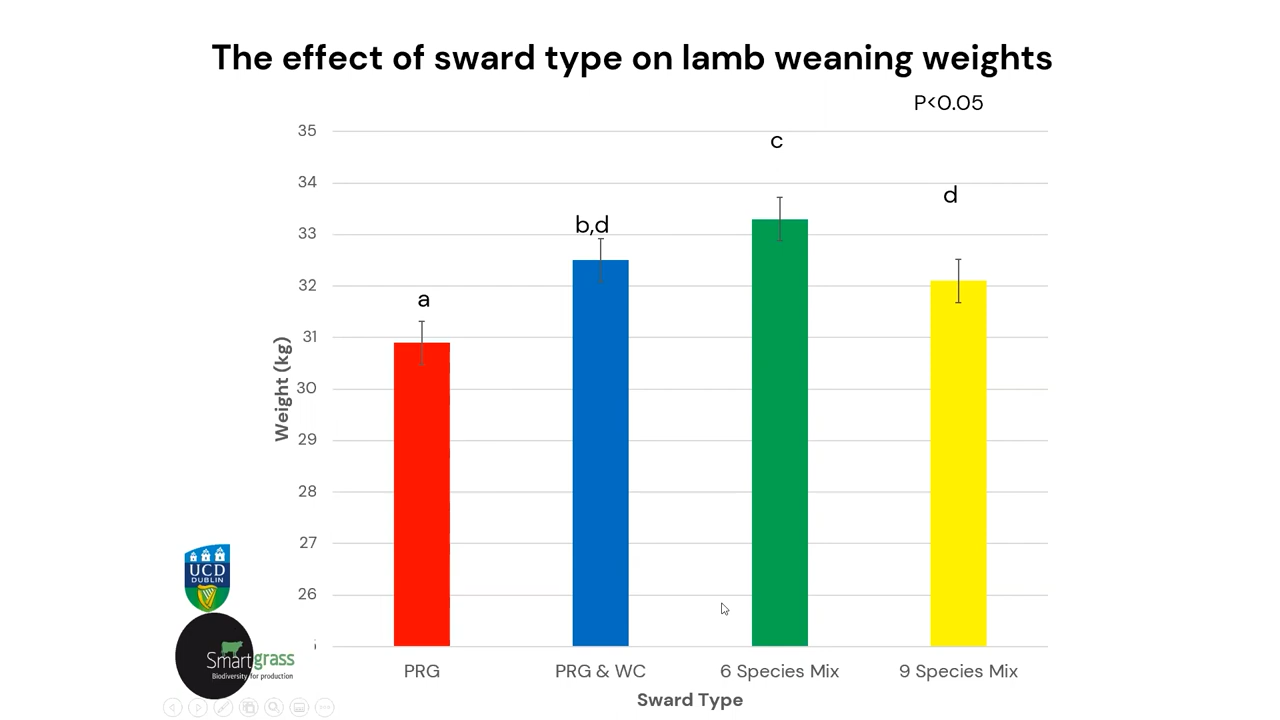 The effect of sward type on lamb weaning weights
P<0.05
35
c
34
d
33
b,d
32
a
31
Weight (kg)
30
29
28
27
UCD
DUBLIN
26
Smartgrass
Biodiversity for production
PRG
PRG & WC
6 Species Mix
9 Species Mix
Sward Type